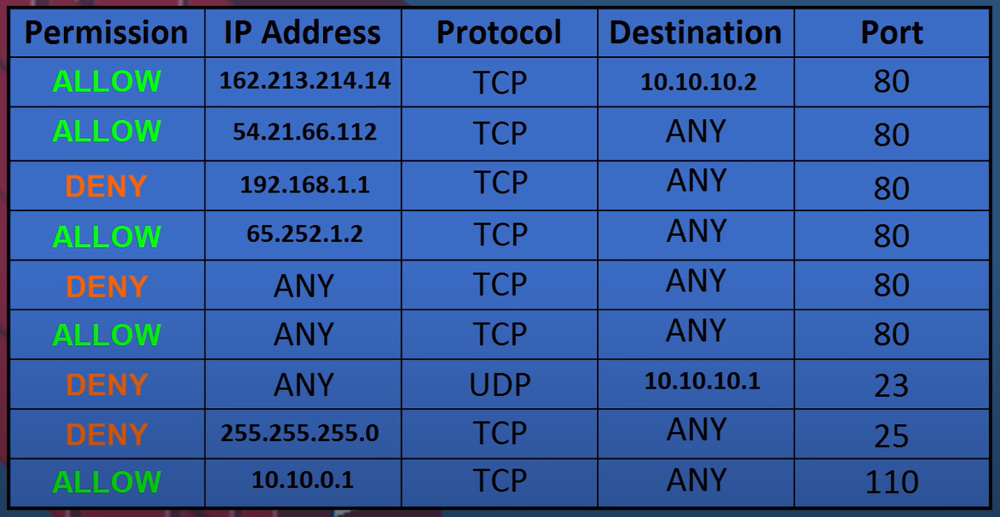 Permission IP Address Protocol Destination Port
ALLOW 162.213.214.14 TCP 10.10.10.2 80
ALLOW 54.21.66.112 TCP ANY 80
DENY 192.168.1.1 TCP ANY 80
ALLOW 65.252.1.2 TCP ANY 80
DENY ANY TCP ANY 80
ALLOW ANY TCP ANY 80
DENY ANY UDP 10.10.10.1 23
DENY 255.255.255.0 TCP ANY 25
ALLOW 10.10.0.1 TCP ANY 110